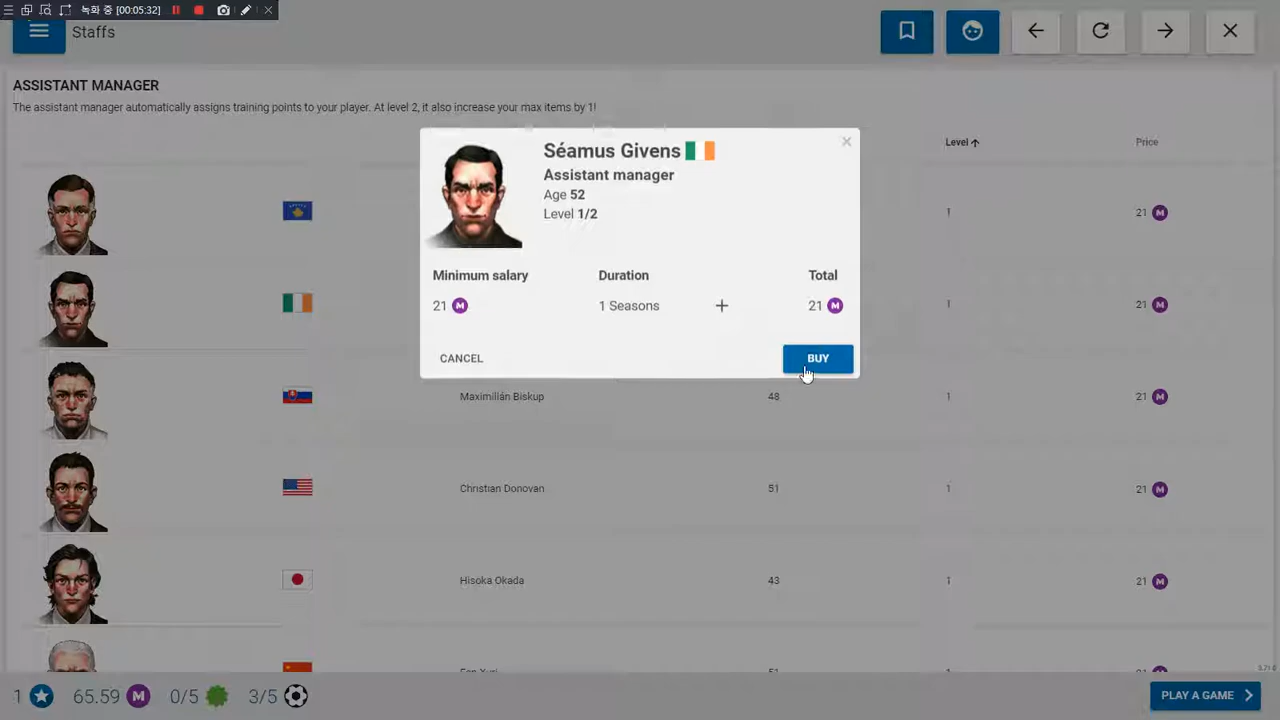 녹화 중 [00:05:32]
Staffs
ASSISTANT MANAGER
The assistant manager automatically assigns training points to your player. At level 2, it also increase your max items by 1!
Level
Price
Séamus Givens
Assistant manager
Age 52
Level 1/2
Minimum salary
Duration
Total
21 M
1 Seasons
+
21 M
CANCEL
BUY
1
21 M
1
21 M
Maximilián Biskup
48
1
21 M
Christian Donovan
51
1
21 M
Hisoka Okada
43
1
21 M
1
65.59 M
0/5
3/5
PLAY A GAME